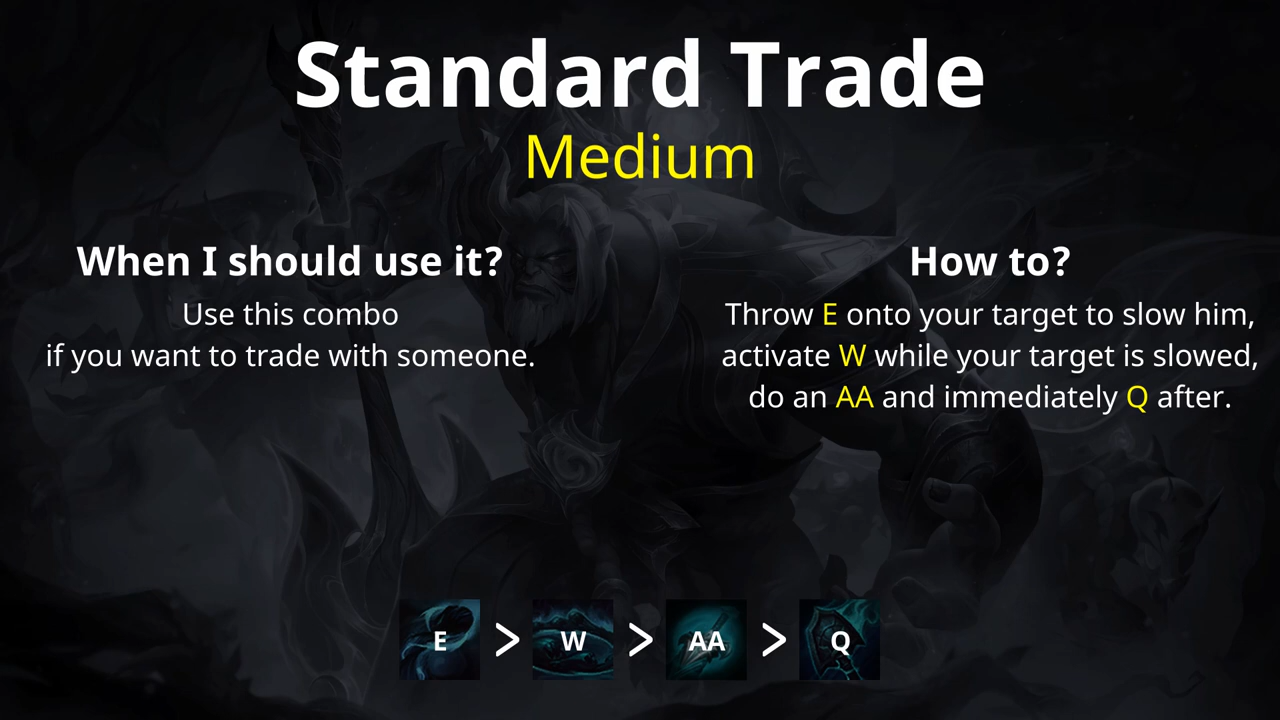 Standard Trade
Medium
When I should use it?
Use this combo
if you want to trade with someone.
How to?
Throw E onto your target to slow him,
activate W while your target is slowed,
do an AA and immediately Q after.
E > W > AA > Q